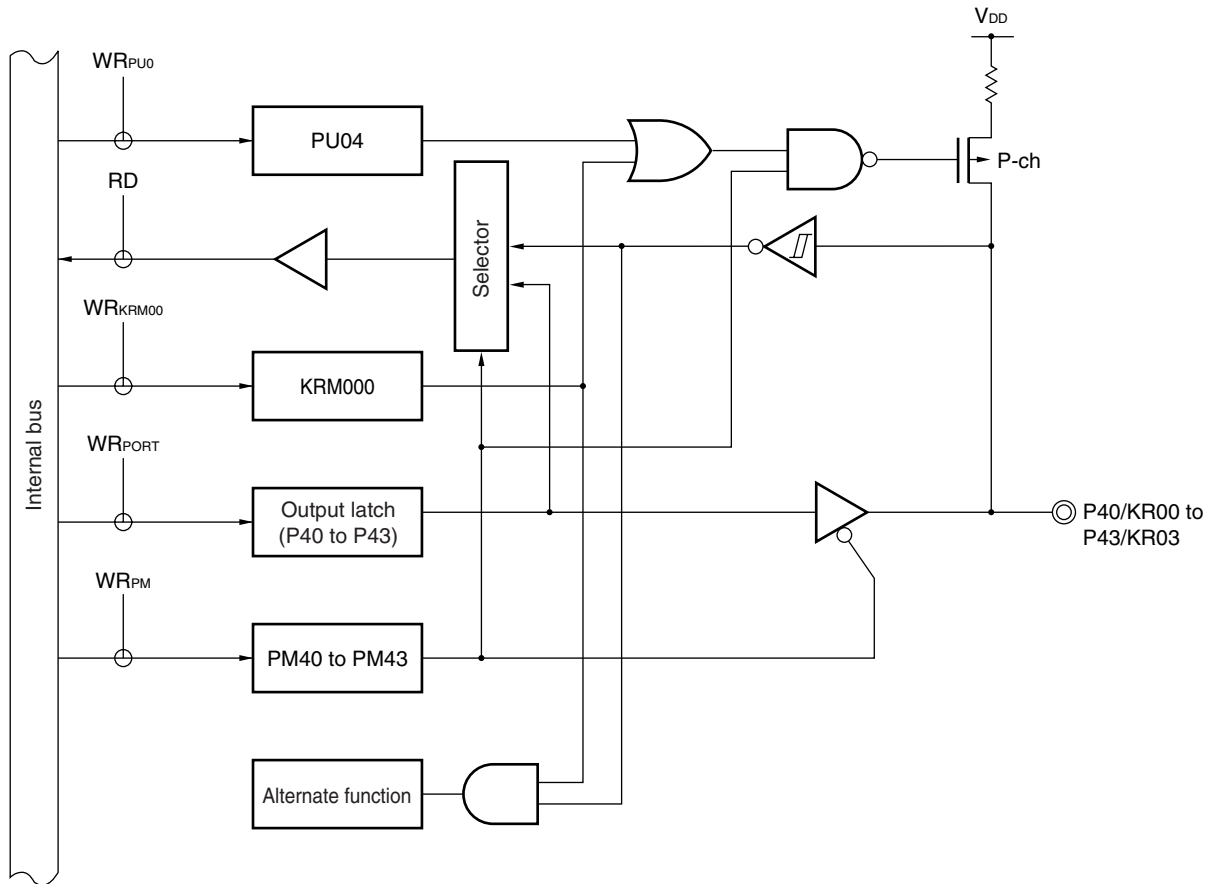 VDD
WRPU0
PU04
P-ch
RD
Selector
WRKRM00
KRM000
Internal bus
WRPORT
Output latch
(P40 to P43)
P40/KR00 to
P43/KR03
WRPM
PM40 to PM43
Alternate function